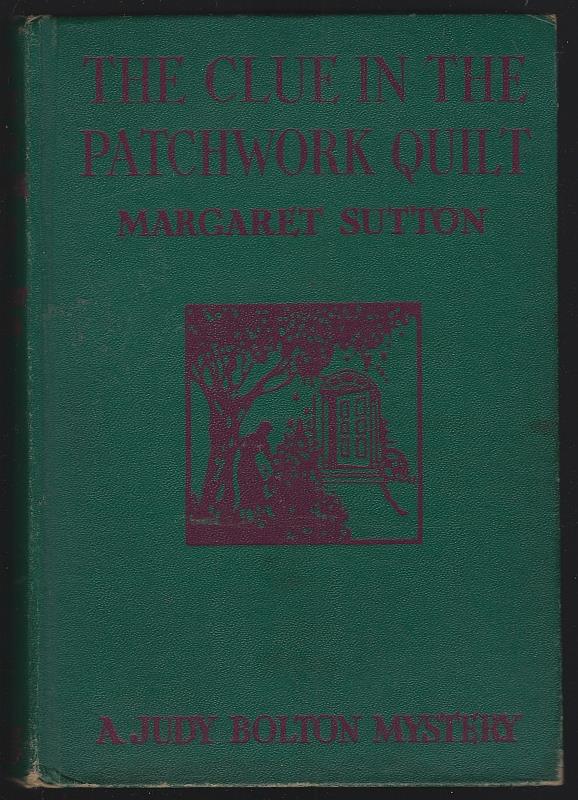 THE CLUE IN THE
PATCHWORK QUILT
MARGARET SUTTON
A JUDY BOLTON MYSTERY